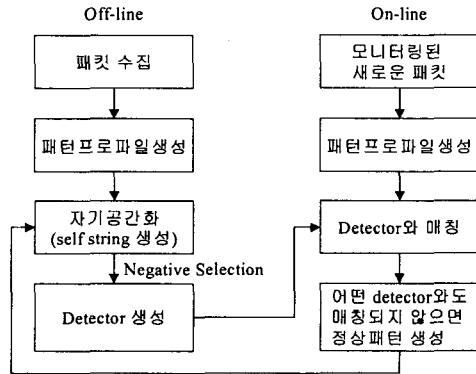 Off-line
패킷 수집
패턴프로파일생성
자기공간화
(self string 생성)
Negative Selection
Detector 생성
On-line
모니터링된
새로운 패킷
패턴프로파일생성
Detector와 매칭
어떤 detector와도
매칭되지 않으면
정상패턴 생성